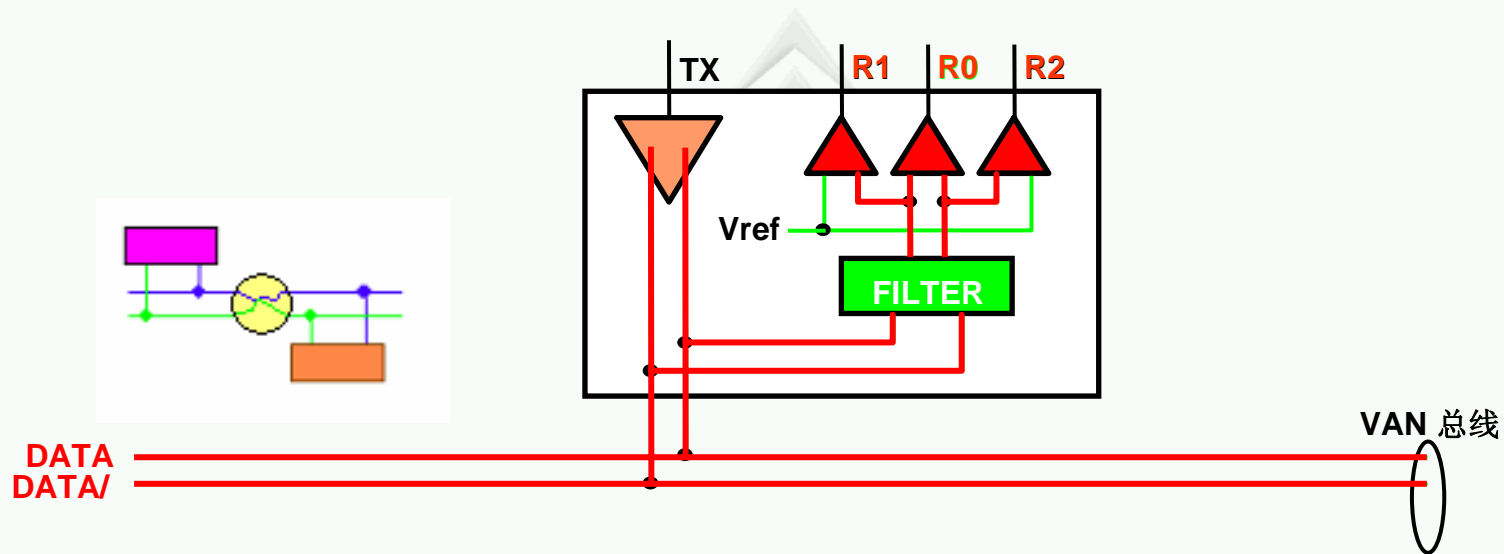 TX R1 R0 R2
Vref
FILTER
VAN 总线
DATA
DATA/